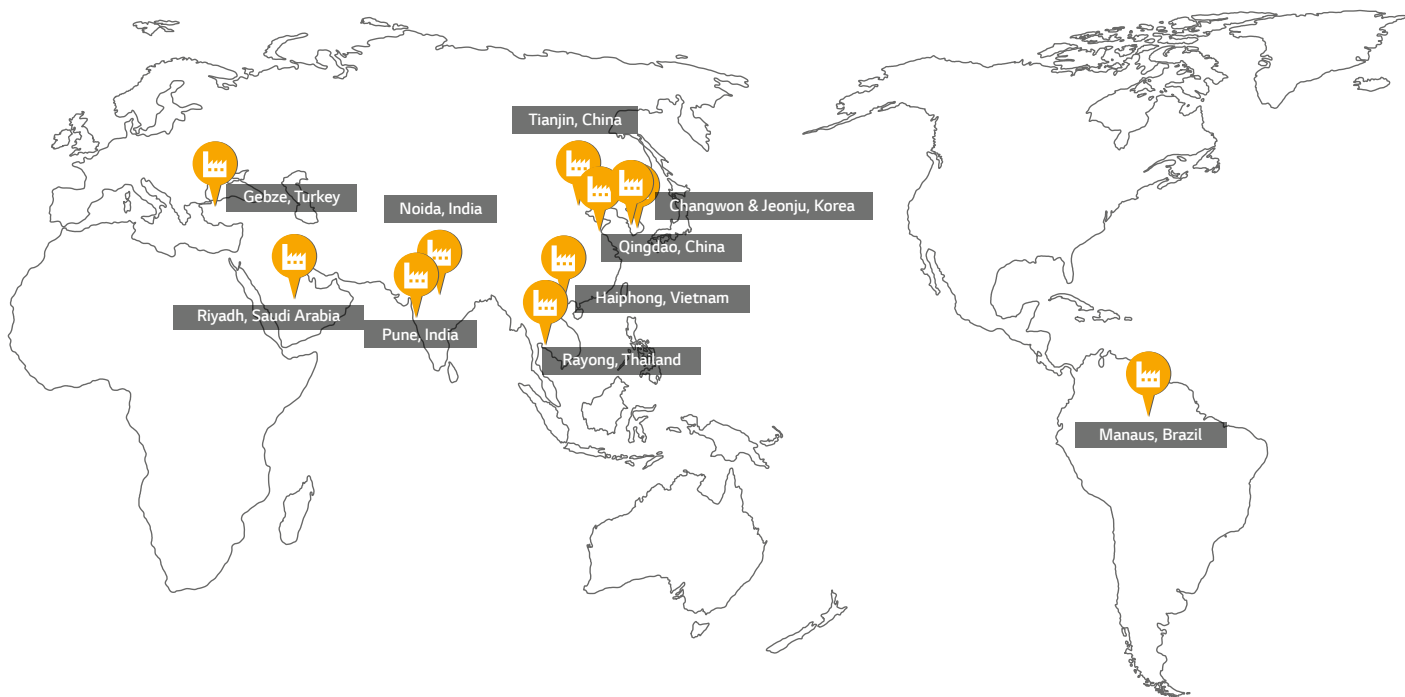 Tianjin, China
Gebze, Turkey
Noida, India
Changwon & Jeonju, Korea
Qingdao, China
Haiphong, Vietnam
Riyadh, Saudi Arabia
Pune, India
Rayong, Thailand
Manaus, Brazil